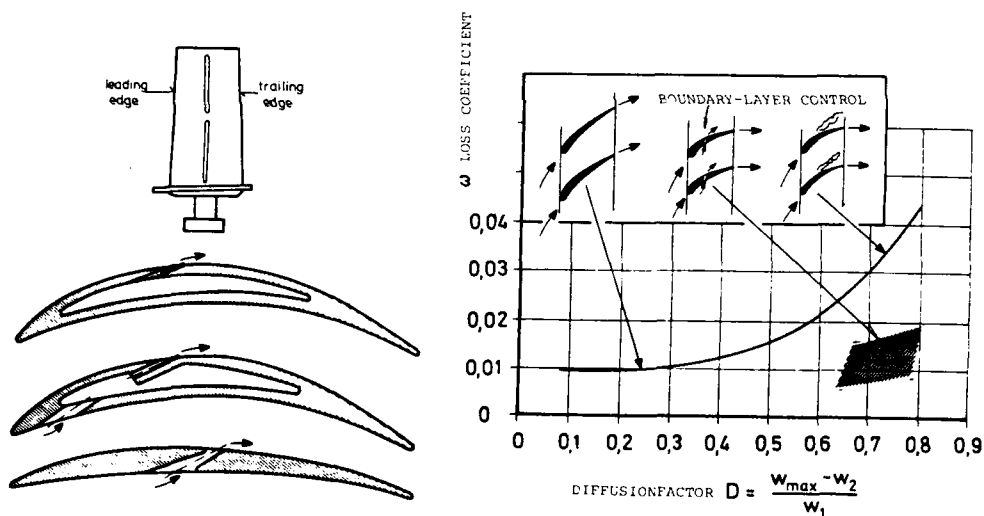 leading
edge
trailing
edge
ω LOSS COEFFICIENT
BOUNDARY-LAYER CONTROL
0,04
0,03
0,02
0,01
0
0 0,1 0,2 0,3 0,4 0,5 0,6 0,7 0,8 0,9
DIFFUSIONFACTOR D = (w_max - w_2) / w_1